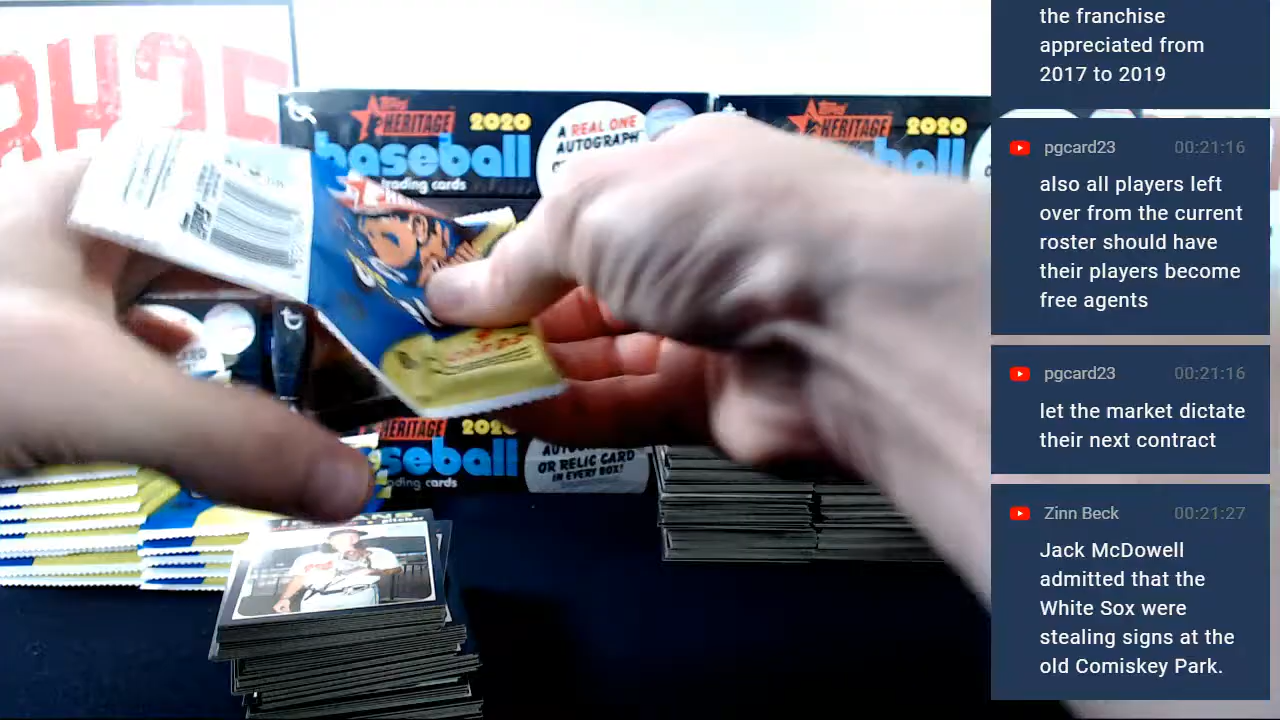 the franchise
appreciated from
2017 to 2019
pgcard23 00:21:16
also all players left
over from the current
roster should have
their players become
free agents
pgcard23 00:21:16
let the market dictate
their next contract
Zinn Beck 00:21:27
Jack McDowell
admitted that the
White Sox were
stealing signs at the
old Comiskey Park.
Topps
HERITAGE 2020
baseball
trading cards
A REAL ONE
AUTOGRAPH
Topps
HERITAGE 2020
HERITAGE
baseball
OR RELIC CARD
IN EVERY BOX!